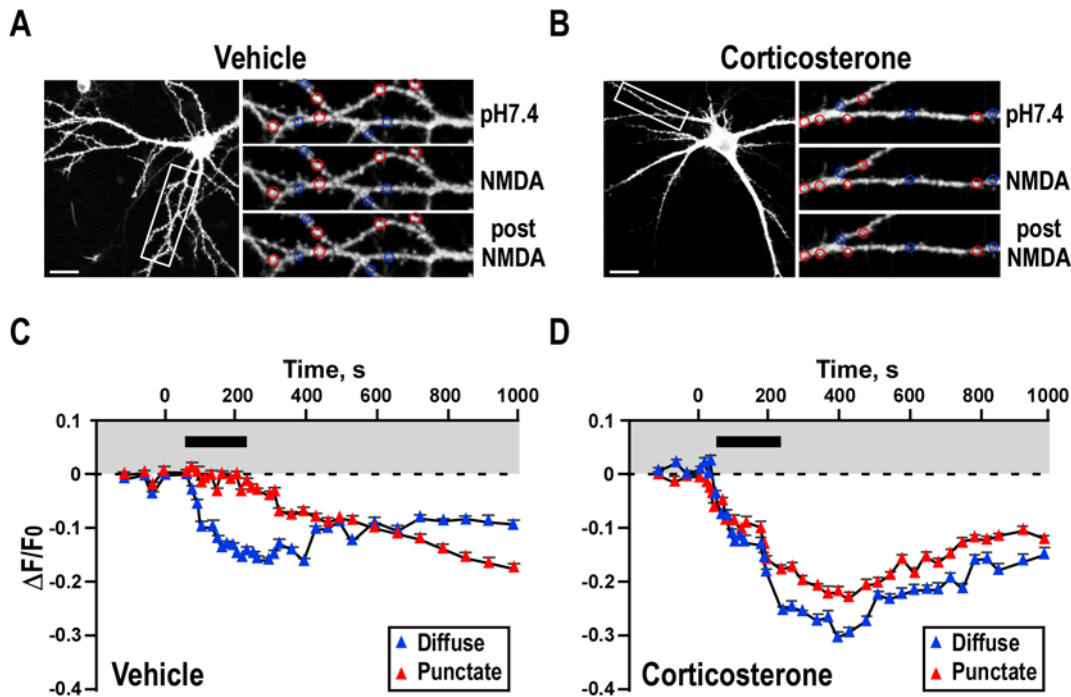 A
Vehicle
pH7.4
NMDA
post
NMDA
B
Corticosterone
pH7.4
NMDA
post
NMDA
C
Time, s
0 200 400 600 800 1000
0.1
0
-0.1
-0.2
-0.3
-0.4
ΔF/F0
Vehicle
Diffuse
Punctate
D
Time, s
0 200 400 600 800 1000
0.1
0
-0.1
-0.2
-0.3
-0.4
Corticosterone
Diffuse
Punctate